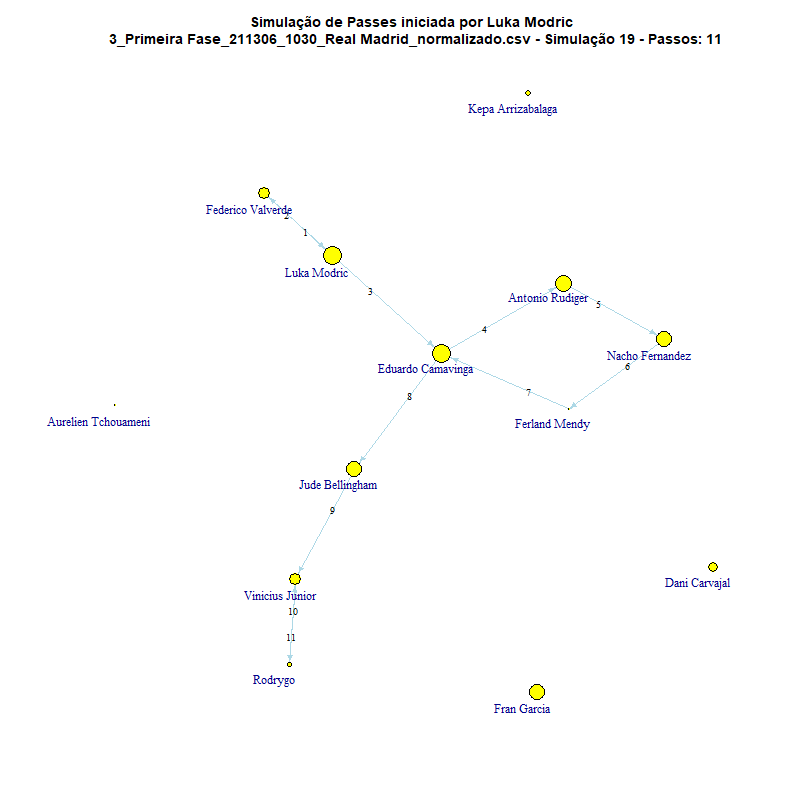 Simulação de Passes iniciada por Luka Modric
3_Primeira Fase_211306_1030_Real Madrid_normalizado.csv - Simulação 19 - Passos: 11
Kepa Arrizabalaga
Federico Valverde
2
1
Luka Modric
3
Antonio Rudiger
5
4
Nacho Fernandez
6
Eduardo Camavinga
7
8
Aurelien Tchouameni
Ferland Mendy
Jude Bellingham
9
Dani Carvajal
Vinicius Junior
10
11
Rodrygo
Fran Garcia